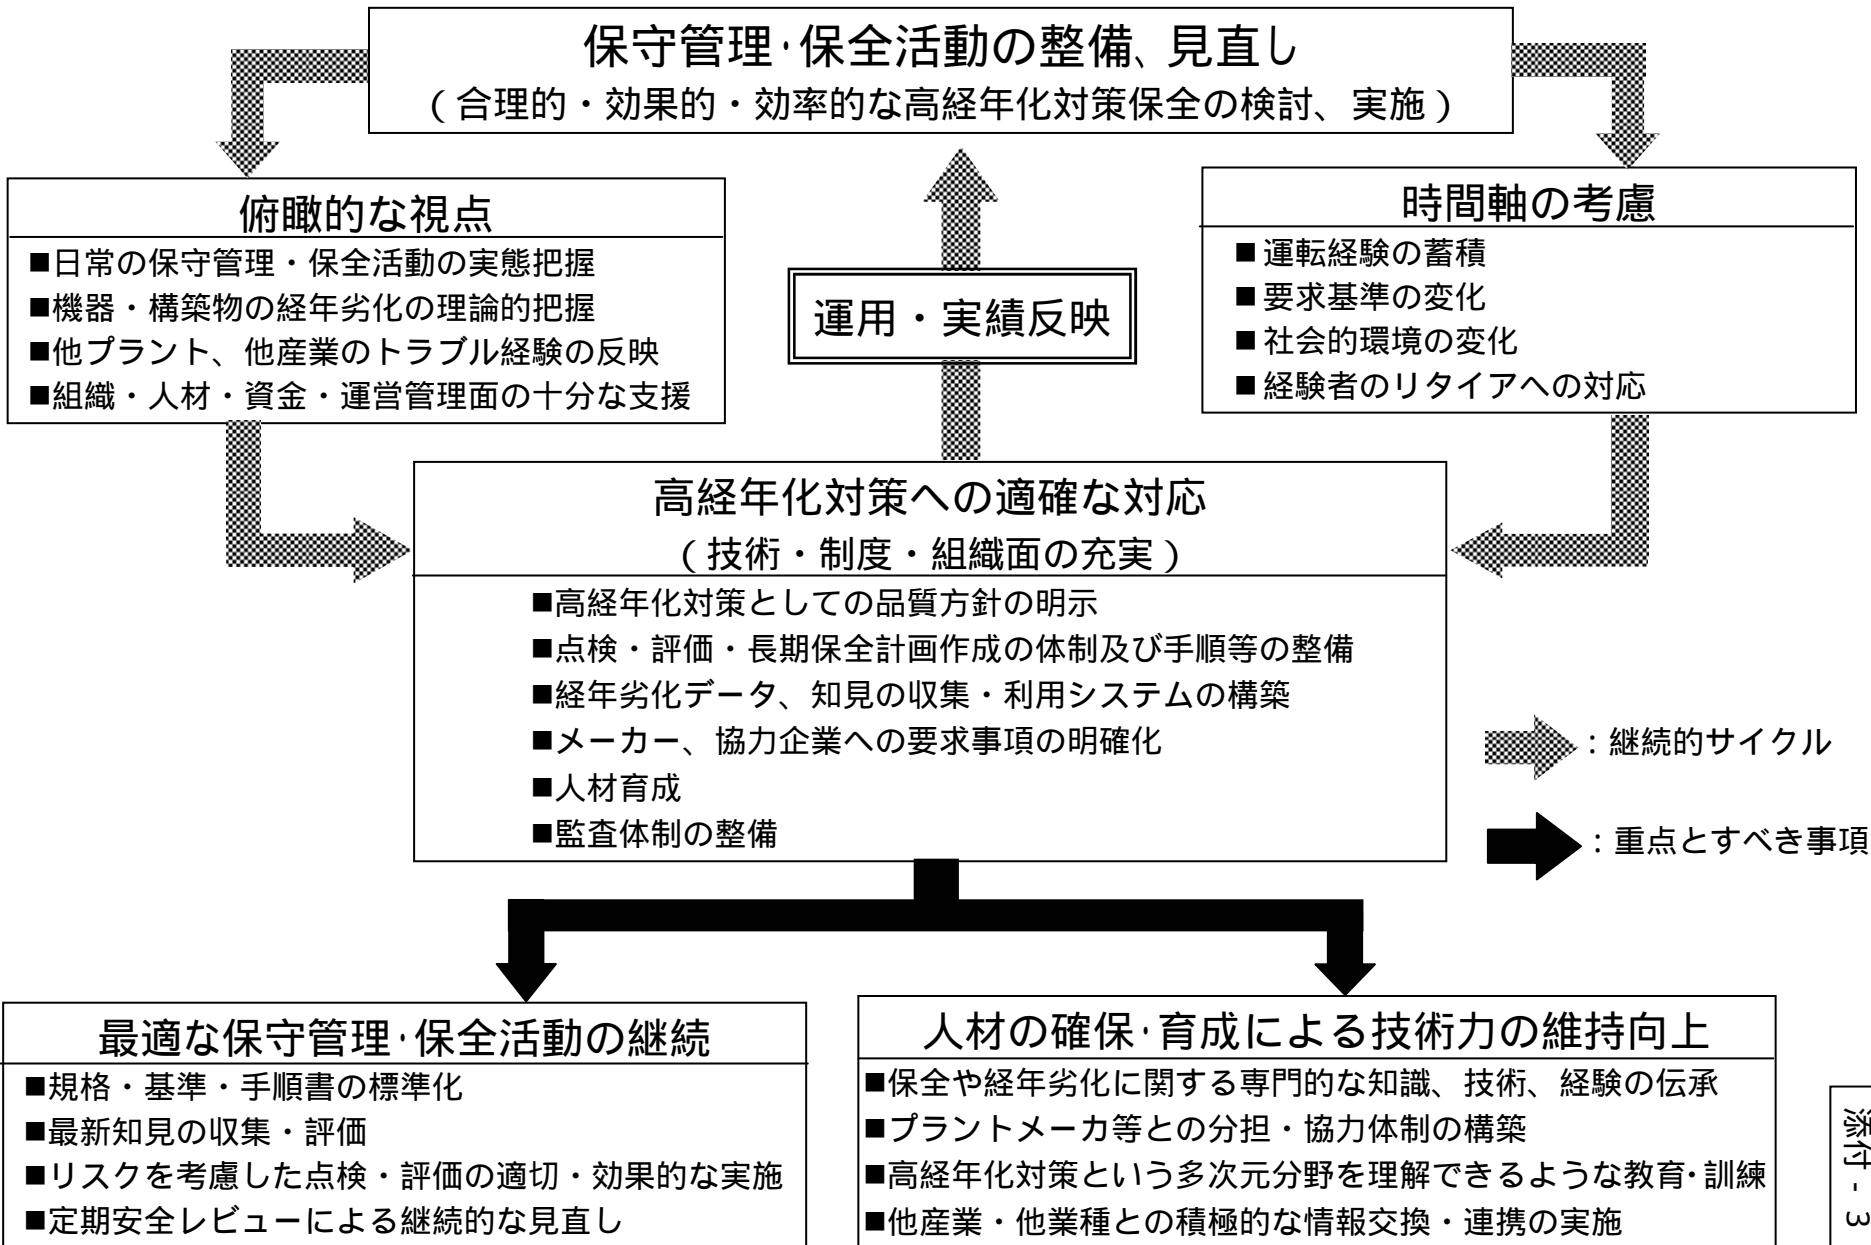 保守管理・保全活動の整備、見直し
（合理的・効果的・効率的な高経年化対策保全の検討、実施）
俯瞰的な視点
■日常の保守管理・保全活動の実態把握
■機器・構築物の経年劣化の理論的把握
■他プラント、他産業のトラブル経験の反映
■組織・人材・資金・運営管理面の十分な支援
運用・実績反映
時間軸の考慮
■運転経験の蓄積
■要求基準の変化
■社会的環境の変化
■経験者のリタイアへの対応
高経年化対策への適確な対応
（技術・制度・組織面の充実）
■高経年化対策としての品質方針の明示
■点検・評価・長期保全計画作成の体制及び手順等の整備
■経年劣化データ、知見の収集・利用システムの構築
■メーカー、協力企業への要求事項の明確化
■人材育成
■監査体制の整備
：継続的サイクル
：重点とすべき事項
最適な保守管理・保全活動の継続
■規格・基準・手順書の標準化
■最新知見の収集・評価
■リスクを考慮した点検・評価の適切・効果的な実施
■定期安全レビューによる継続的な見直し
人材の確保・育成による技術力の維持向上
■保全や経年劣化に関する専門的な知識、技術、経験の伝承
■プラントメーカ等との分担・協力体制の構築
■高経年化対策という多次元分野を理解できるような教育・訓練
■他産業・他業種との積極的な情報交換・連携の実施
添付-3